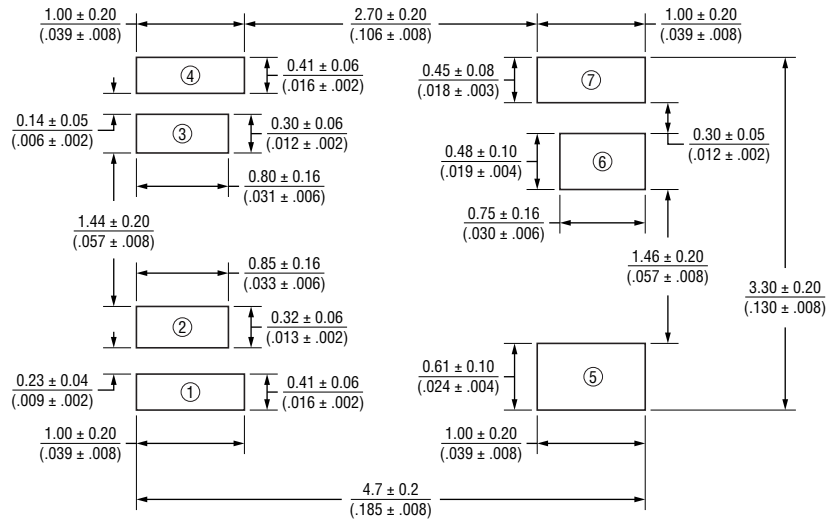 1.00 ± 0.20
(.039 ± .008)
2.70 ± 0.20
(.106 ± .008)
1.00 ± 0.20
(.039 ± .008)
④
0.41 ± 0.06
(.016 ± .002)
0.45 ± 0.08
(.018 ± .003)
⑦
0.14 ± 0.05
(.006 ± .002)
③
0.30 ± 0.06
(.012 ± .002)
0.48 ± 0.10
(.019 ± .004)
⑥
0.30 ± 0.05
(.012 ± .002)
0.80 ± 0.16
(.031 ± .006)
0.75 ± 0.16
(.030 ± .006)
1.44 ± 0.20
(.057 ± .008)
1.46 ± 0.20
(.057 ± .008)
0.85 ± 0.16
(.033 ± .006)
3.30 ± 0.20
(.130 ± .008)
②
0.32 ± 0.06
(.013 ± .002)
0.23 ± 0.04
(.009 ± .002)
①
0.41 ± 0.06
(.016 ± .002)
0.61 ± 0.10
(.024 ± .004)
⑤
1.00 ± 0.20
(.039 ± .008)
1.00 ± 0.20
(.039 ± .008)
4.7 ± 0.2
(.185 ± .008)